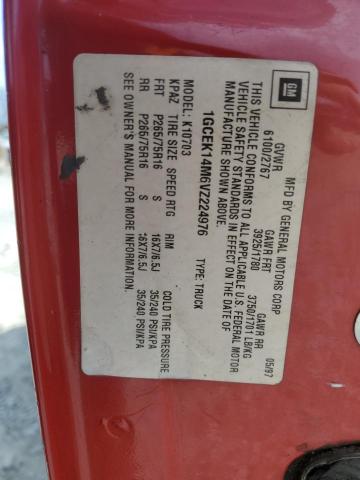 GM
MFD BY GENERAL MOTORS CORP 05/97
GVWR GAWR FRT GAWR RR
6100/2767 3925/1780 3750/1701 LB/KG
THIS VEHICLE CONFORMS TO ALL APPLICABLE U.S. FEDERAL MOTOR
VEHICLE SAFETY STANDARDS IN EFFECT ON THE DATE OF
MANUFACTURE SHOWN ABOVE.
1GCEK14M6VZ224976 TYPE: TRUCK
MODEL: K10703
KPAZ TIRE SIZE SPEED RTG RIM COLD TIRE PRESSURE
FRT P265/75R16 S 16X7/6.5J 35/240 PSI/KPA
RR P265/75R16 S 16X7/6.5J 35/240 PSI/KPA
SEE OWNER'S MANUAL FOR MORE INFORMATION.